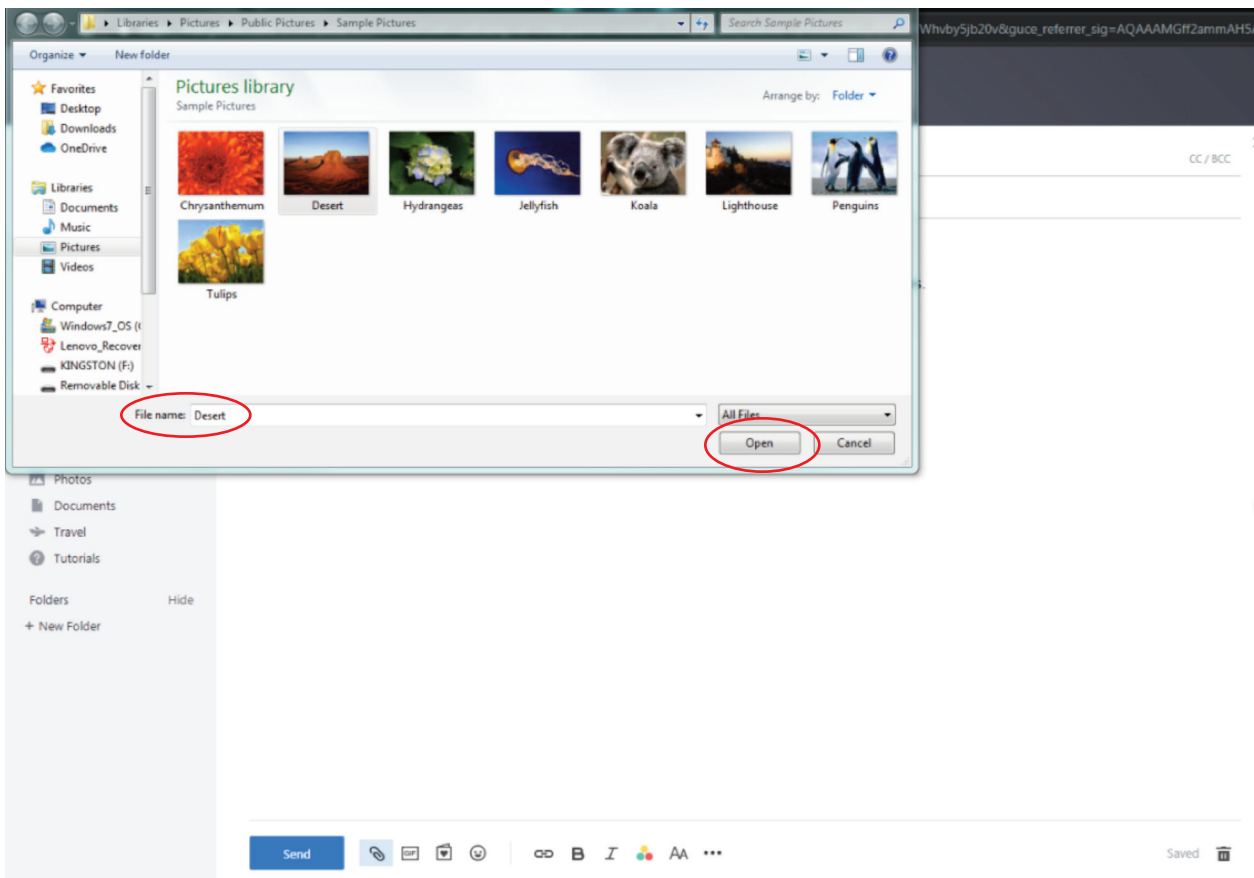 Libraries ▸ Pictures ▸ Public Pictures ▸ Sample Pictures
Search Sample Pictures
Whvby5jb20v&guce_referrer_sig=AQAAAMGff2ammAH5
Organize
New folder
Favorites
Desktop
Downloads
OneDrive
Libraries
Documents
Music
Pictures
Videos
Computer
Windows7_OS (
Lenovo_Recover
KINGSTON (F:)
Removable Disk
Pictures library
Sample Pictures
Arrange by: Folder
Chrysanthemum
Desert
Hydrangeas
Jellyfish
Koala
Lighthouse
Penguins
Tulips
File name: Desert
All Files
Open
Cancel
CC / BCC
s.
Photos
Documents
Travel
Tutorials
Folders
Hide
+ New Folder
Send
GIF
B
I
AA
Saved